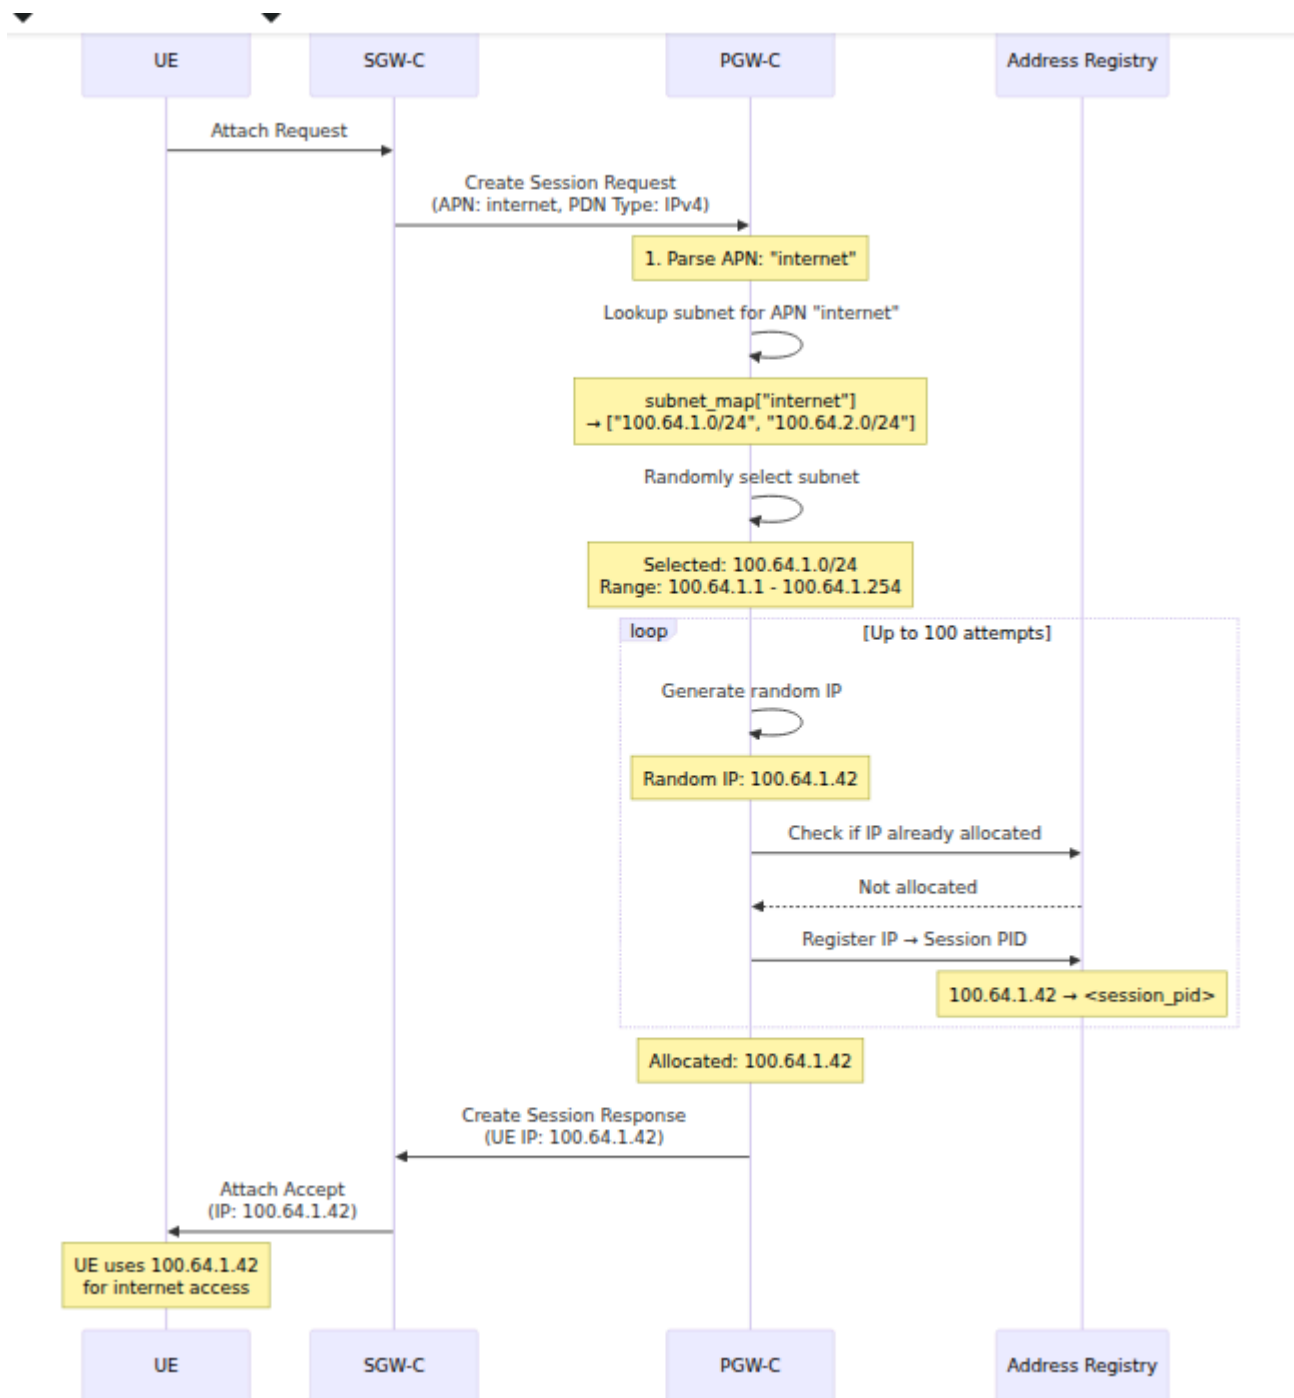 UE
SGW-C
PGW-C
Address Registry
Attach Request
Create Session Request
(APN: internet, PDN Type: IPv4)
1. Parse APN: "internet"
Lookup subnet for APN "internet"
subnet_map["internet"]
→ ["100.64.1.0/24", "100.64.2.0/24"]
Randomly select subnet
Selected: 100.64.1.0/24
Range: 100.64.1.1 - 100.64.1.254
loop
[Up to 100 attempts]
Generate random IP
Random IP: 100.64.1.42
Check if IP already allocated
Not allocated
Register IP → Session PID
100.64.1.42 → <session_pid>
Allocated: 100.64.1.42
Create Session Response
(UE IP: 100.64.1.42)
Attach Accept
(IP: 100.64.1.42)
UE uses 100.64.1.42
for internet access
UE
SGW-C
PGW-C
Address Registry